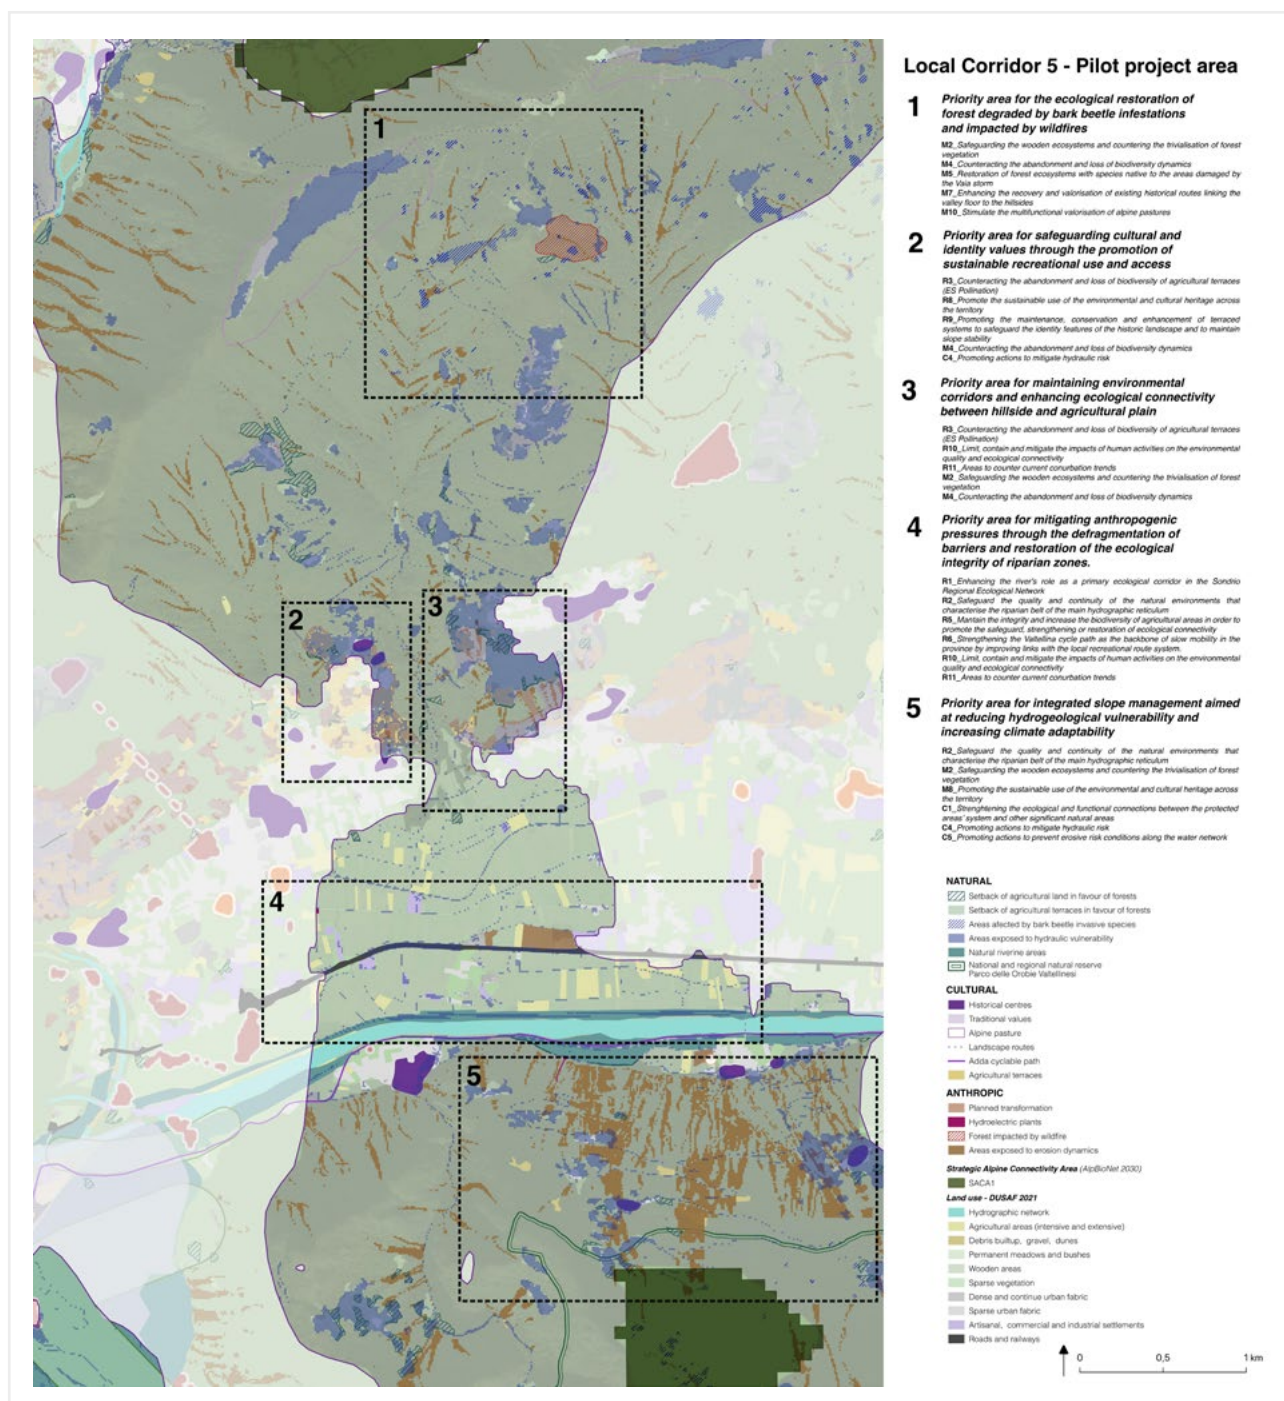 Local Corridor 5 - Pilot project area
1
Priority area for the ecological restoration of
forest degraded by bark beetle infestations
and impacted by wildfires
M2_Safeguarding the wooden ecosystems and countering the trivialisation of forest
vegetation
M4_Counteracting the abandonment and loss of biodiversity dynamics
M5_Restoration of forest ecosystems with species native to the areas damaged by
the Vaia storm
M7_Enhancing the recovery and valorisation of existing historical routes linking the
valley floor to the hillsides
M10_Stimulate the multifunctional valorisation of alpine pastures
2
Priority area for safeguarding cultural and
identity values through the promotion of
sustainable recreational use and access
R3_Counteracting the abandonment and loss of biodiversity of agricultural terraces
(ES Pollination)
R8_Promote the sustainable use of the environmental and cultural heritage across
the territory
R9_Promoting the maintenance, conservation and enhancement of terraced
systems to safeguard the identity features of the historic landscape and to maintain
slope stability
M4_Counteracting the abandonment and loss of biodiversity dynamics
C4_Promoting actions to mitigate hydraulic risk
3
Priority area for maintaining environmental
corridors and enhancing ecological connectivity
between hillside and agricultural plain
R3_Counteracting the abandonment and loss of biodiversity of agricultural terraces
(ES Pollination)
R10_Limit, contain and mitigate the impacts of human activities on the environmental
quality and ecological connectivity
R11_Areas to counter current conurbation trends
M2_Safeguarding the wooden ecosystems and countering the trivialisation of forest
vegetation
M4_Counteracting the abandonment and loss of biodiversity dynamics
4
Priority area for mitigating anthropogenic
pressures through the defragmentation of
barriers and restoration of the ecological
integrity of riparian zones.
R1_Enhancing the river's role as a primary ecological corridor in the Sondrio
Regional Ecological Network
R2_Safeguard the quality and continuity of the natural environments that
characterise the riparian belt of the main hydrographic reticulum
R5_Mantain the integrity and increase the biodiversity of agricultural areas in order to
promote the safeguard, strengthening or restoration of ecological connectivity
R6_Strengthening the Valtellina cycle path as the backbone of slow mobility in the
province by improving links with the local recreational route system.
R10_Limit, contain and mitigate the impacts of human activities on the environmental
quality and ecological connectivity
R11_Areas to counter current conurbation trends
5
Priority area for integrated slope management aimed
at reducing hydrogeological vulnerability and
increasing climate adaptability
R2_Safeguard the quality and continuity of the natural environments that
characterise the riparian belt of the main hydrographic reticulum
M2_Safeguarding the wooden ecosystems and countering the trivialisation of forest
vegetation
M8_Promoting the sustainable use of the environmental and cultural heritage across
the territory
C1_Strenghtening the ecological and functional connections between the protected
areas' system and other significant natural areas
C4_Promoting actions to mitigate hydraulic risk
C5_Promoting actions to prevent erosive risk conditions along the water network
NATURAL
Setback of agricultural land in favour of forests
Setback of agricultural terraces in favour of forests
Areas afected by bark beetle invasive species
Areas exposed to hydraulic vulnerability
Natural riverine areas
National and regional natural reserve
Parco delle Orobie Valtellinesi
CULTURAL
Historical centres
Traditional values
Alpine pasture
Landscape routes
Adda cyclable path
Agricultural terraces
ANTHROPIC
Planned transformation
Hydroelectric plants
Forest impacted by wildfire
Areas exposed to erosion dynamics
Strategic Alpine Connectivity Area (AlpBioNet 2030)
SACA1
Land use - DUSAF 2021
Hydrographic network
Agricultural areas (intensive and extensive)
Debris builtup, gravel, dunes
Permanent meadows and bushes
Wooden areas
Sparse vegetation
Dense and continue urban fabric
Sparse urban fabric
Artisanal, commercial and industrial settlements
Roads and railways
0 0,5 1 km
1
2
3
4
5